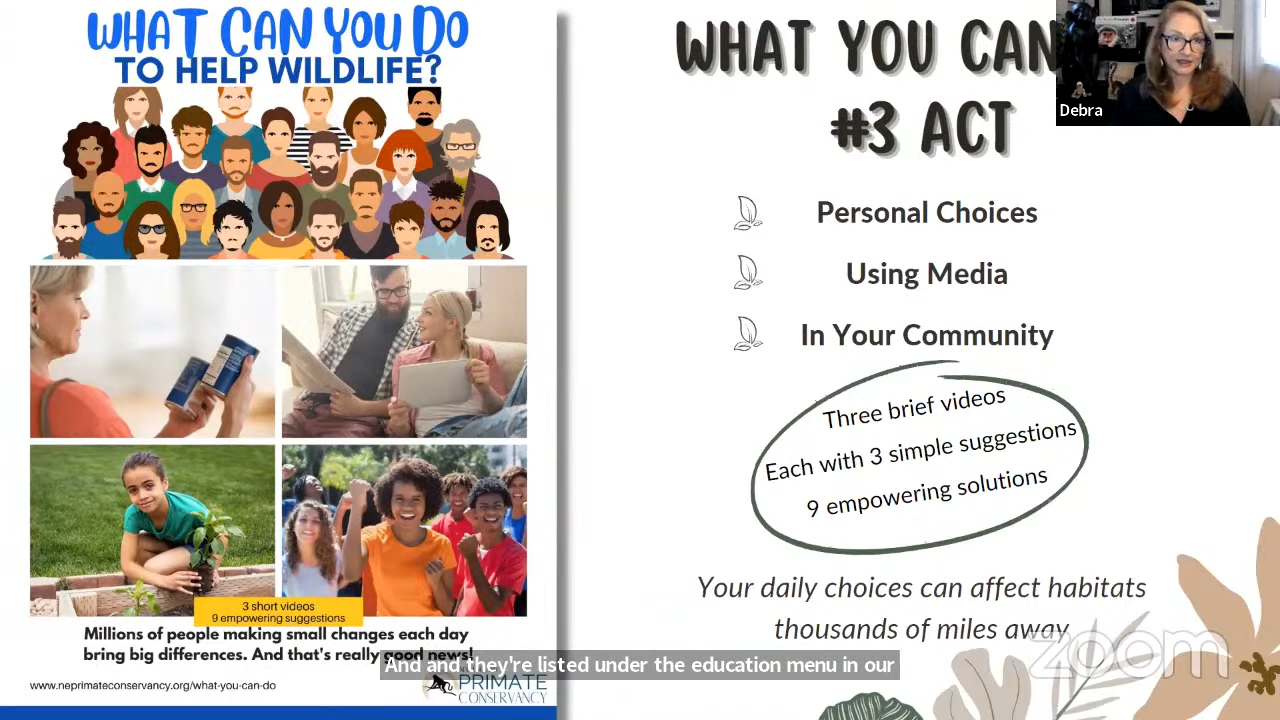 WHAT CAN YOU DO
TO HELP WILDLIFE?
3 short videos
9 empowering suggestions
Millions of people making small changes each day
bring big differences. And that's really good news!
www.neprimateconservancy.org/what-you-can-do
PRIMATE
CONSERVANCY
WHAT YOU CAN
#3 ACT
Personal Choices
Using Media
In Your Community
Three brief videos
Each with 3 simple suggestions
9 empowering solutions
Your daily choices can affect habitats
thousands of miles away
Debra
And and they're listed under the education menu in our
zoom